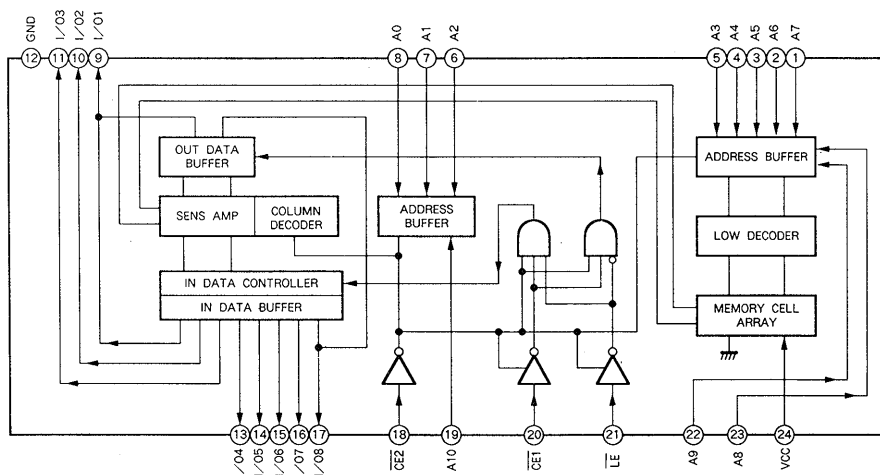 GND I/O3 I/O2 I/O1 A0 A1 A2 A3 A4 A5 A6 A7
12 11 10 9 8 7 6 5 4 3 2 1
OUT DATA
BUFFER
ADDRESS BUFFER
SENS AMP
COLUMN
DECODER
ADDRESS
BUFFER
LOW DECODER
IN DATA CONTROLLER
IN DATA BUFFER
MEMORY CELL
ARRAY
13 14 15 16 17 18 19 20 21 22 23 24
I/O4 I/O5 I/O6 I/O7 I/O8 CE2 A10 CE1 LE A9 A8 VCC